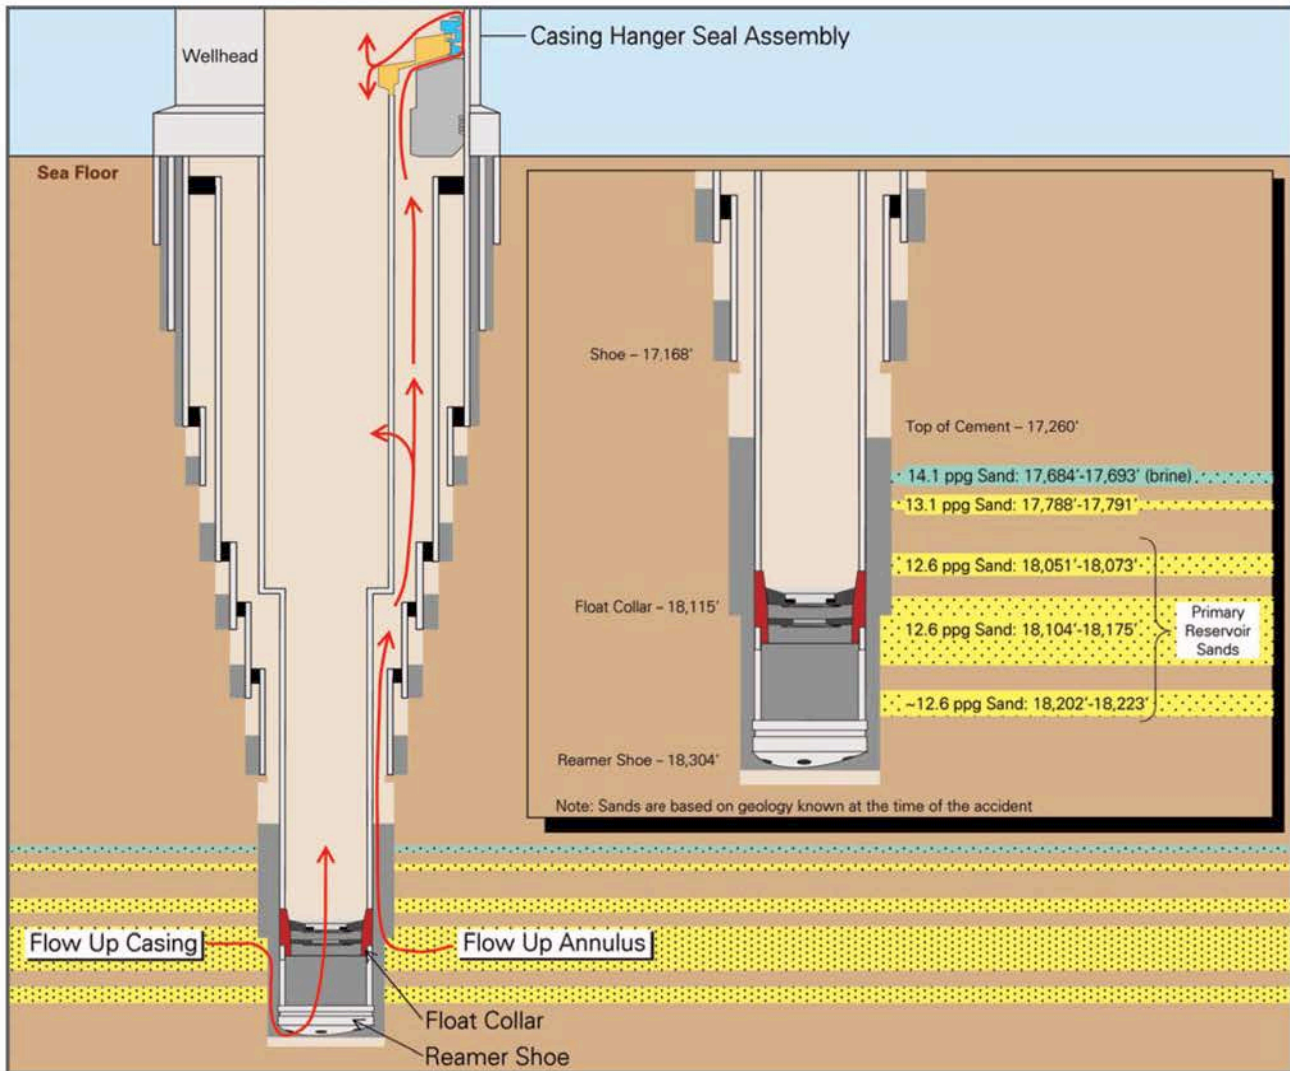 Wellhead
Casing Hanger Seal Assembly
Sea Floor
Shoe – 17,168'
Top of Cement – 17,260'
14.1 ppg Sand: 17,684'-17,693' (brine)
13.1 ppg Sand: 17,788'-17,791'
12.6 ppg Sand: 18,051'-18,073'
Float Collar – 18,115'
12.6 ppg Sand: 18,104'-18,175'
Primary
Reservoir
Sands
~12.6 ppg Sand: 18,202'-18,223'
Reamer Shoe – 18,304'
Note: Sands are based on geology known at the time of the accident
Flow Up Casing
Flow Up Annulus
Float Collar
Reamer Shoe